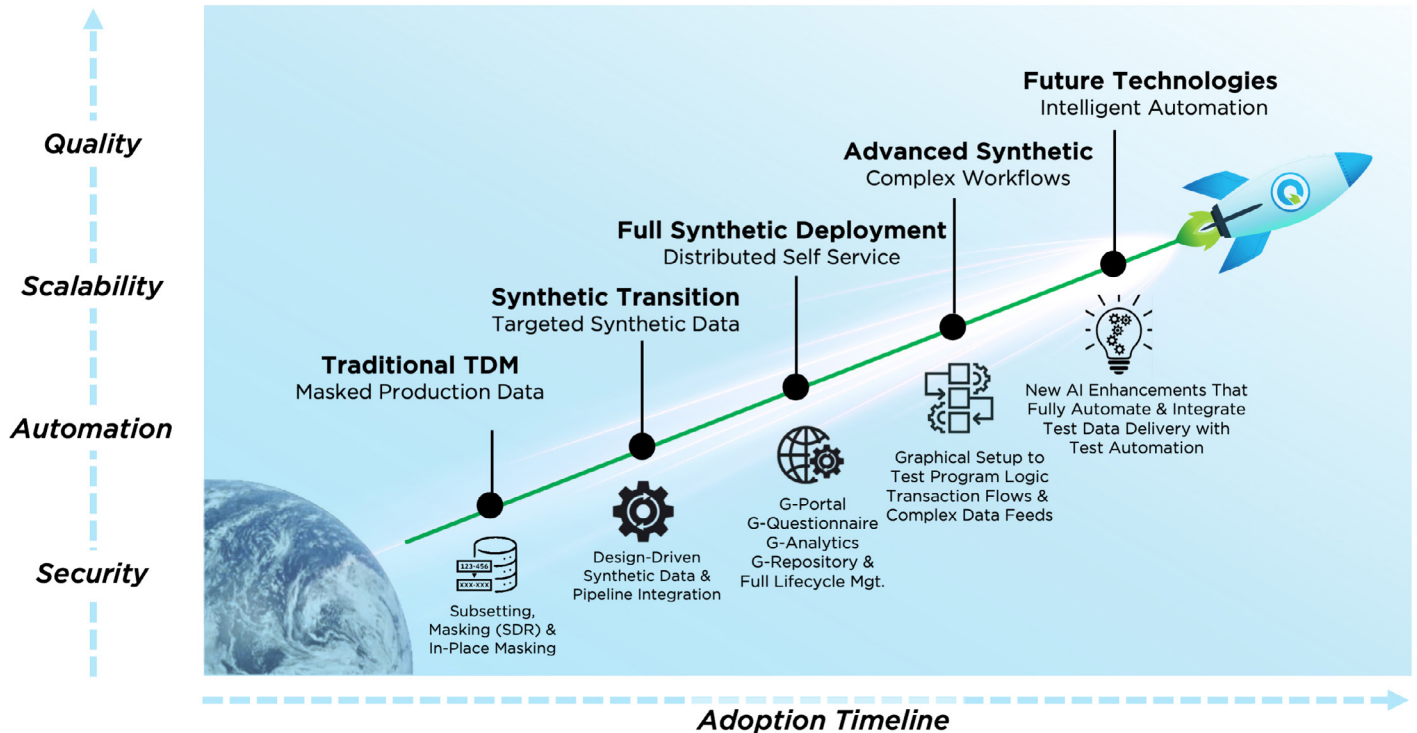 Quality
Scalability
Automation
Security
Traditional TDM
Masked Production Data
123-456
XXX-XXX
Subsetting,
Masking (SDR) &
In-Place Masking
Synthetic Transition
Targeted Synthetic Data
Design-Driven
Synthetic Data &
Pipeline Integration
Full Synthetic Deployment
Distributed Self Service
G-Portal
G-Questionnaire
G-Analytics
G-Repository &
Full Lifecycle Mgt.
Advanced Synthetic
Complex Workflows
Graphical Setup to
Test Program Logic
Transaction Flows &
Complex Data Feeds
Future Technologies
Intelligent Automation
New AI Enhancements That
Fully Automate & Integrate
Test Data Delivery with
Test Automation
Adoption Timeline